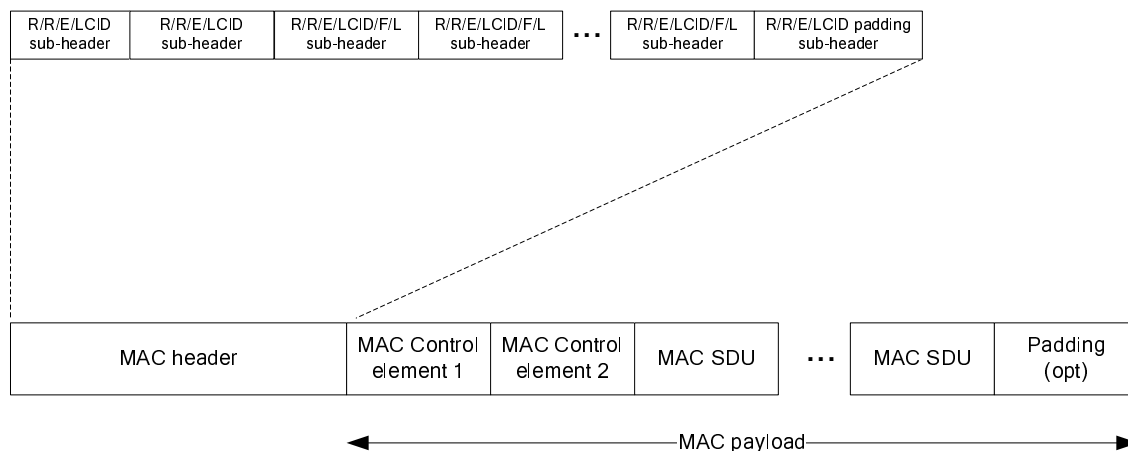 R/R/E/LCID
sub-header
R/R/E/LCID
sub-header
R/R/E/LCID/F/L
sub-header
R/R/E/LCID/F/L
sub-header
...
R/R/E/LCID/F/L
sub-header
R/R/E/LCID padding
sub-header
MAC header
MAC Control
element 1
MAC Control
element 2
MAC SDU
...
MAC SDU
Padding
(opt)
MAC payload